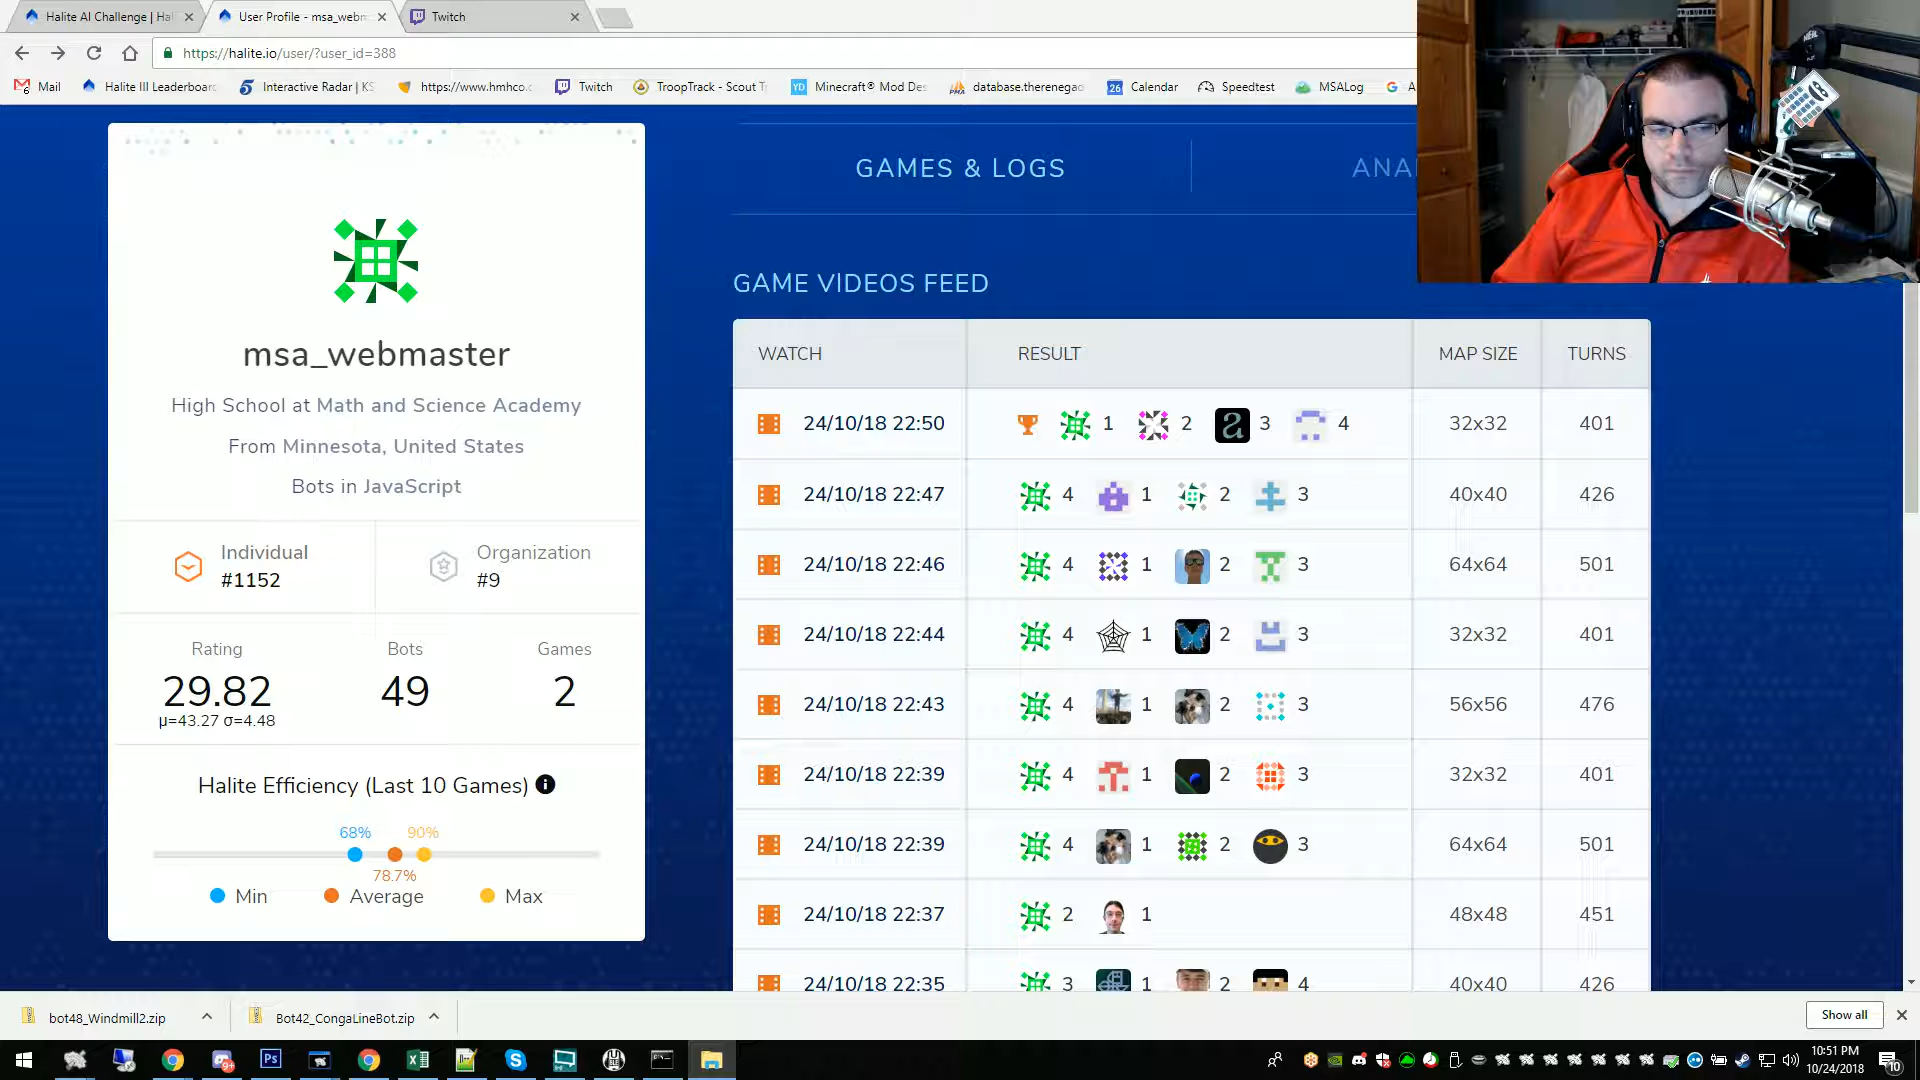 Halite AI Challenge | Hal
User Profile - msa_webm
Twitch
https://halite.io/user/?user_id=388
Mail
Halite III Leaderboar
Interactive Radar | KS
https://www.hmhco.c
Twitch
TroopTrack - Scout T
Minecraft® Mod Des
database.therenegao
26 Calendar
Speedtest
MSALog
A
GAMES & LOGS
ANA
msa_webmaster
High School at Math and Science Academy
From Minnesota, United States
Bots in JavaScript
Individual
#1152
Organization
#9
Rating
29.82
μ=43.27 σ=4.48
Bots
49
Games
2
Halite Efficiency (Last 10 Games)
68%
90%
78.7%
Min
Average
Max
GAME VIDEOS FEED
WATCH RESULT MAP SIZE TURNS
24/10/18 22:50 1 2 3 4 32x32 401
24/10/18 22:47 4 1 2 3 40x40 426
24/10/18 22:46 4 1 2 3 64x64 501
24/10/18 22:44 4 1 2 3 32x32 401
24/10/18 22:43 4 1 2 3 56x56 476
24/10/18 22:39 4 1 2 3 32x32 401
24/10/18 22:39 4 1 2 3 64x64 501
24/10/18 22:37 2 1 48x48 451
24/10/18 22:35 3 1 2 4 40x40 426
bot48_Windmill2.zip
Bot42_CongaLineBot.zip
Show all
10:51 PM
10/24/2018
10